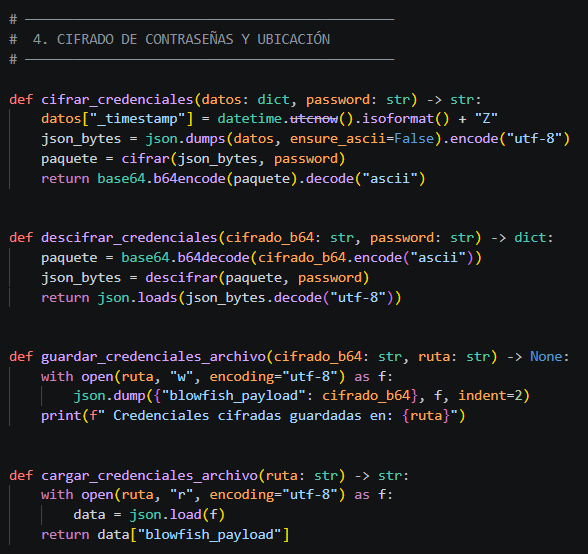 # ──────────────────────────────────────────────
#  4. CIFRADO DE CONTRASEÑAS Y UBICACIÓN
# ──────────────────────────────────────────────
def cifrar_credenciales(datos: dict, password: str) -> str:
    datos["_timestamp"] = datetime.utcnow().isoformat() + "Z"
    json_bytes = json.dumps(datos, ensure_ascii=False).encode("utf-8")
    paquete = cifrar(json_bytes, password)
    return base64.b64encode(paquete).decode("ascii")
def descifrar_credenciales(cifrado_b64: str, password: str) -> dict:
    paquete = base64.b64decode(cifrado_b64.encode("ascii"))
    json_bytes = descifrar(paquete, password)
    return json.loads(json_bytes.decode("utf-8"))
def guardar_credenciales_archivo(cifrado_b64: str, ruta: str) -> None:
    with open(ruta, "w", encoding="utf-8") as f:
        json.dump({"blowfish_payload": cifrado_b64}, f, indent=2)
    print(f" Credenciales cifradas guardadas en: {ruta}")
def cargar_credenciales_archivo(ruta: str) -> str:
    with open(ruta, "r", encoding="utf-8") as f:
        data = json.load(f)
    return data["blowfish_payload"]